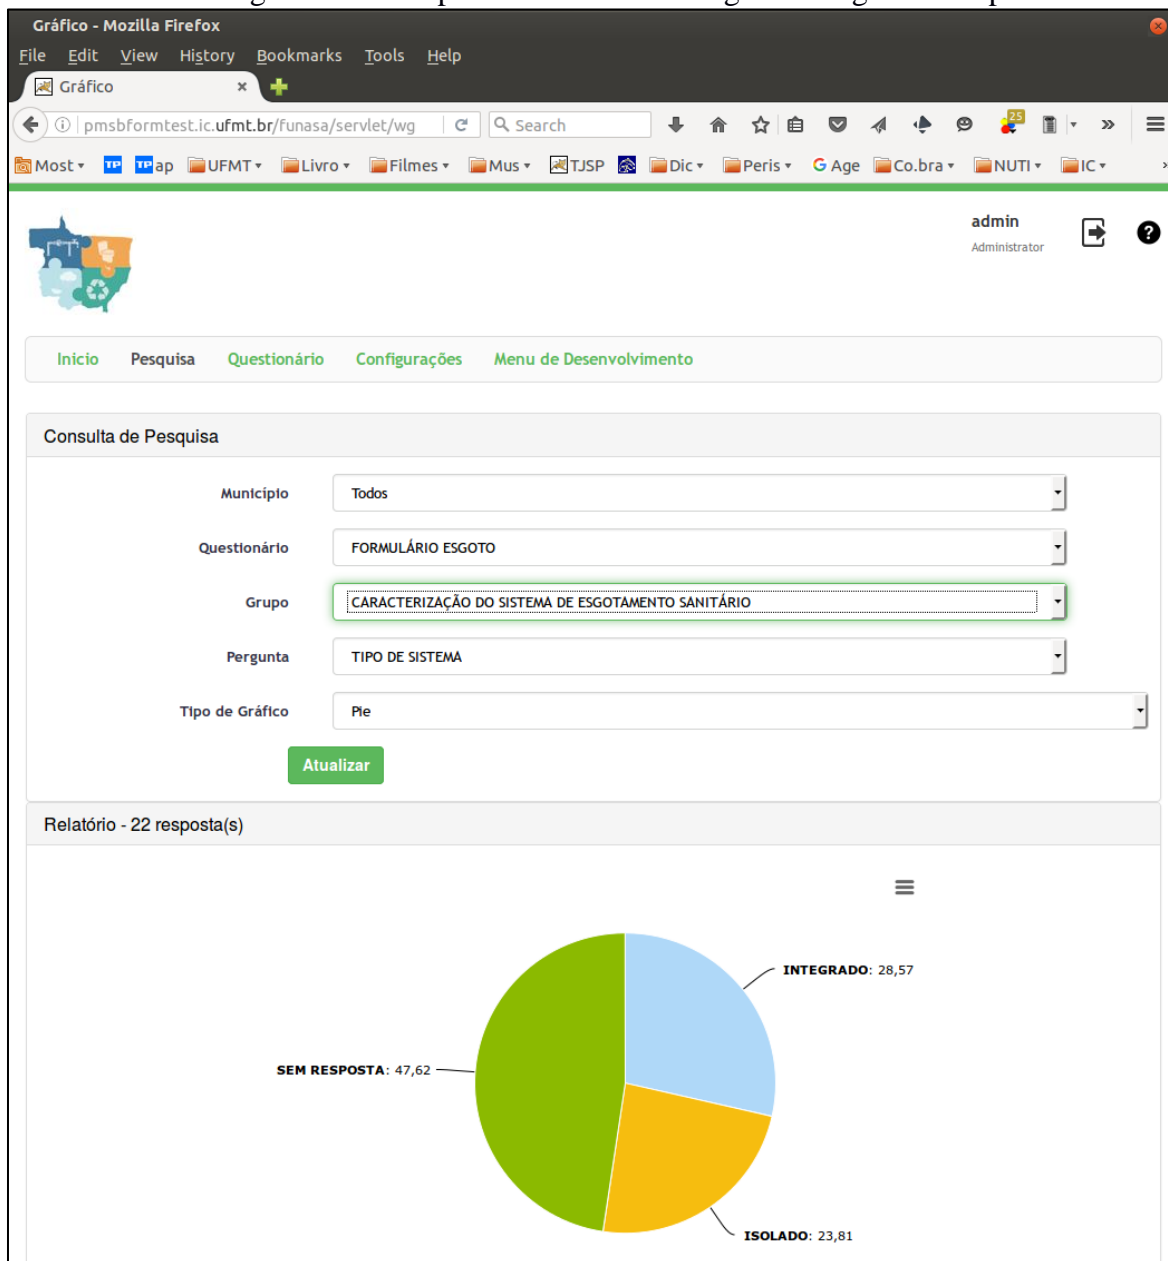 Gráfico - Mozilla Firefox
File Edit View History Bookmarks Tools Help
Gráfico
pmsbformtest.ic.ufmt.br/funasa/servlet/wg Search 25
Most TP TP ap UFMT Livro Filmes Mus TJSP Dic Peris G Age Co.bra NUTI IC
admin
Administrator
Inicio Pesquisa Questionário Configurações Menu de Desenvolvimento
Consulta de Pesquisa
Município Todos
Questionário FORMULÁRIO ESGOTO
Grupo CARACTERIZAÇÃO DO SISTEMA DE ESGOTAMENTO SANITÁRIO
Pergunta TIPO DE SISTEMA
Tipo de Gráfico Pie
Atualizar
Relatório - 22 resposta(s)
INTEGRADO: 28,57
SEM RESPOSTA: 47,62
ISOLADO: 23,81